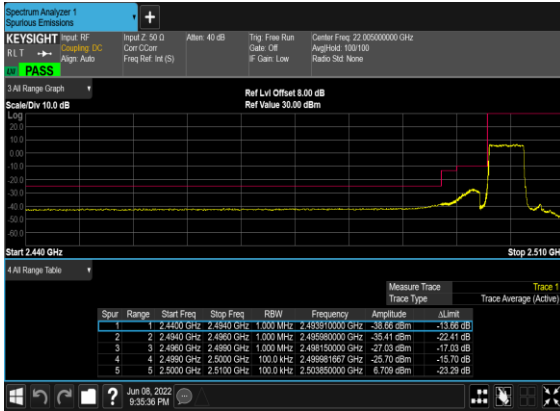 Spectrum Analyzer 1
Spurious Emissions
+
KEYSIGHT Input: RF Input Z: 50 Ω Atten: 40 dB Trig: Free Run Center Freq: 22.005000000 GHz
RLT Coupling: DC Corr CCorr Gate: Off Avg|Hold: 100/100
Align: Auto Freq Ref: Int (S) IF Gain: Low Radio Std: None
PASS
3 All Range Graph
Ref Lvl Offset 8.00 dB
Scale/Div 10.0 dB Ref Value 30.00 dBm
Log
20.0
10.0
0.00
-10.0
-20.0
-30.0
-40.0
-50.0
-60.0
Start 2.440 GHz Stop 2.510 GH
4 All Range Table
Measure Trace Trace 1
Trace Type Trace Average (Active)
Spur Range Start Freq Stop Freq RBW Frequency Amplitude ΔLimit
1 1 2.4400 GHz 2.4940 GHz 1.000 MHz 2.493910000 GHz -38.66 dBm -13.66 dB
2 2 2.4940 GHz 2.4960 GHz 1.000 MHz 2.495980000 GHz -35.41 dBm -22.41 dB
3 3 2.4960 GHz 2.4990 GHz 1.000 MHz 2.498150000 GHz -27.03 dBm -17.03 dB
4 4 2.4990 GHz 2.5000 GHz 100.0 kHz 2.499981667 GHz -25.70 dBm -15.70 dB
5 5 2.5000 GHz 2.5100 GHz 100.0 kHz 2.503850000 GHz 6.709 dBm -23.29 dB
? Jun 08, 2022
9:35:36 PM